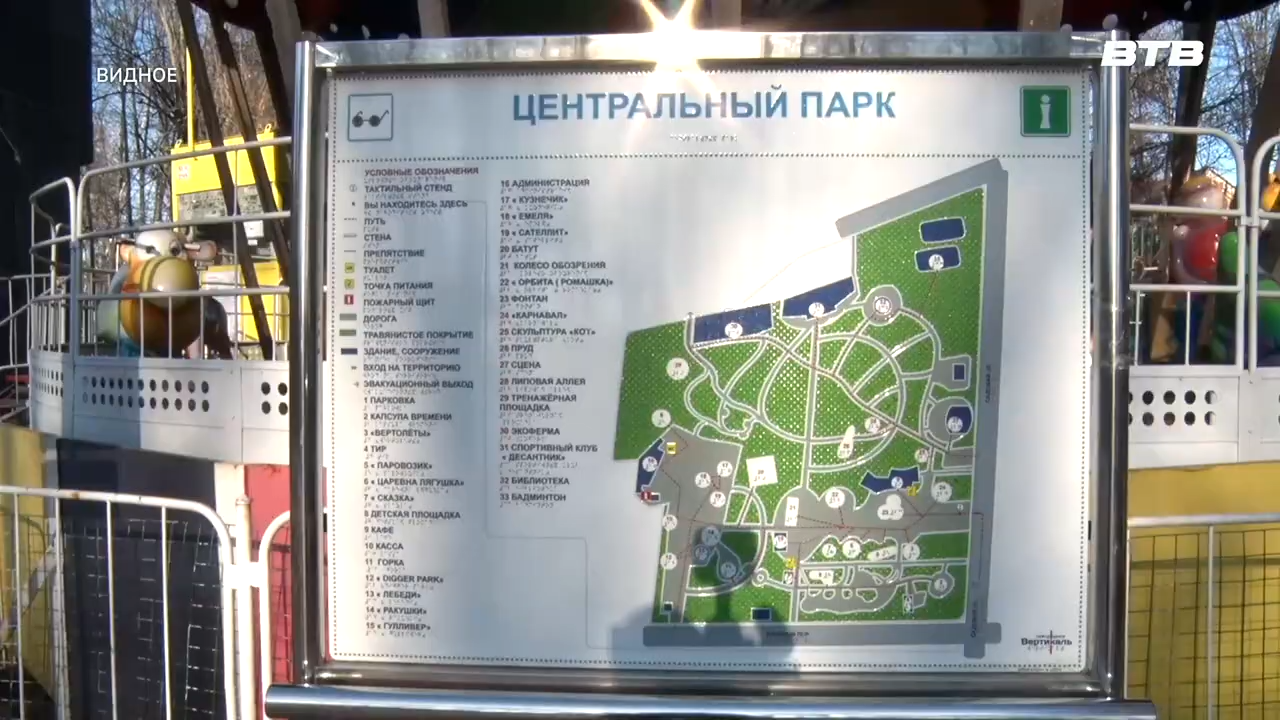 ВИДНОЕ
ВТВ
ЦЕНТРАЛЬНЫЙ ПАРК
УСЛОВНЫЕ ОБОЗНАЧЕНИЯ
ТАКТИЛЬНЫЙ СТЕНД
ВЫ НАХОДИТЕСЬ ЗДЕСЬ
ПУТЬ
СТЕНА
ПРЕПЯТСТВИЕ
ТУАЛЕТ
ТОЧКА ПИТАНИЯ
ПОЖАРНЫЙ ЩИТ
ДОРОГА
ТРАВЯНИСТОЕ ПОКРЫТИЕ
ЗДАНИЕ, СООРУЖЕНИЕ
ВХОД НА ТЕРРИТОРИЮ
ЭВАКУАЦИОННЫЙ ВЫХОД
1 ПАРКОВКА
2 КАПСУЛА ВРЕМЕНИ
3 «ВЕРТОЛЁТЫ»
4 ТИР
5 « ПАРОВОЗИК»
6 « ЦАРЕВНА ЛЯГУШКА»
7 « СКАЗКА»
8 ДЕТСКАЯ ПЛОЩАДКА
9 КАФЕ
10 КАССА
11 ГОРКА
12 « DIGGER PARK»
13 « ЛЕБЕДИ»
14 « РАКУШКИ»
15 « ГУЛЛИВЕР»
16 АДМИНИСТРАЦИЯ
17 « КУЗНЕЧИК»
18 « ЕМЕЛЯ»
19 « САТЕЛЛИТ»
20 БАТУТ
21 КОЛЕСО ОБОЗРЕНИЯ
22 « ОРБИТА ( РОМАШКА)»
23 ФОНТАН
24 «КАРНАВАЛ»
25 СКУЛЬПТУРА «КОТ»
26 ПРУД
27 СЦЕНА
28 ЛИПОВАЯ АЛЛЕЯ
29 ТРЕНАЖЁРНАЯ
ПЛОЩАДКА
30 ЭКОФЕРМА
31 СПОРТИВНЫЙ КЛУБ
« ДЕСАНТНИК»
32 БИБЛИОТЕКА
33 БАДМИНТОН
Вертикаль